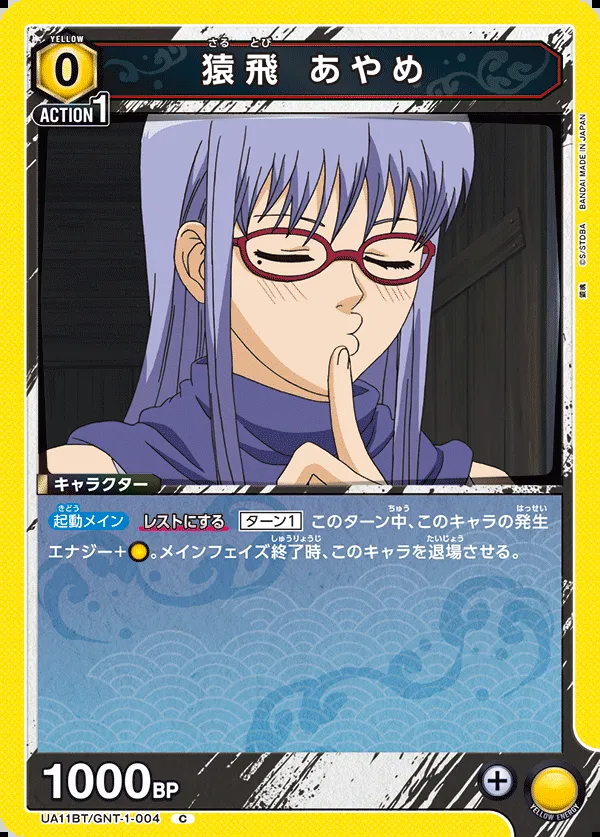 YELLOW
0
ACTION 1
さる とび
猿飛 あやめ
©S/STDBA BANDAI MADE IN JAPAN
銀魂
キャラクター
きどう ちゅう はっせい
起動メイン レストにする ターン1 このターン中、このキャラの発生
しゅうりょうじ たいじょう
エナジー+。メインフェイズ終了時、このキャラを退場させる。
1000BP
+
YELLOW ENERGY
UA11BT/GNT-1-004 C